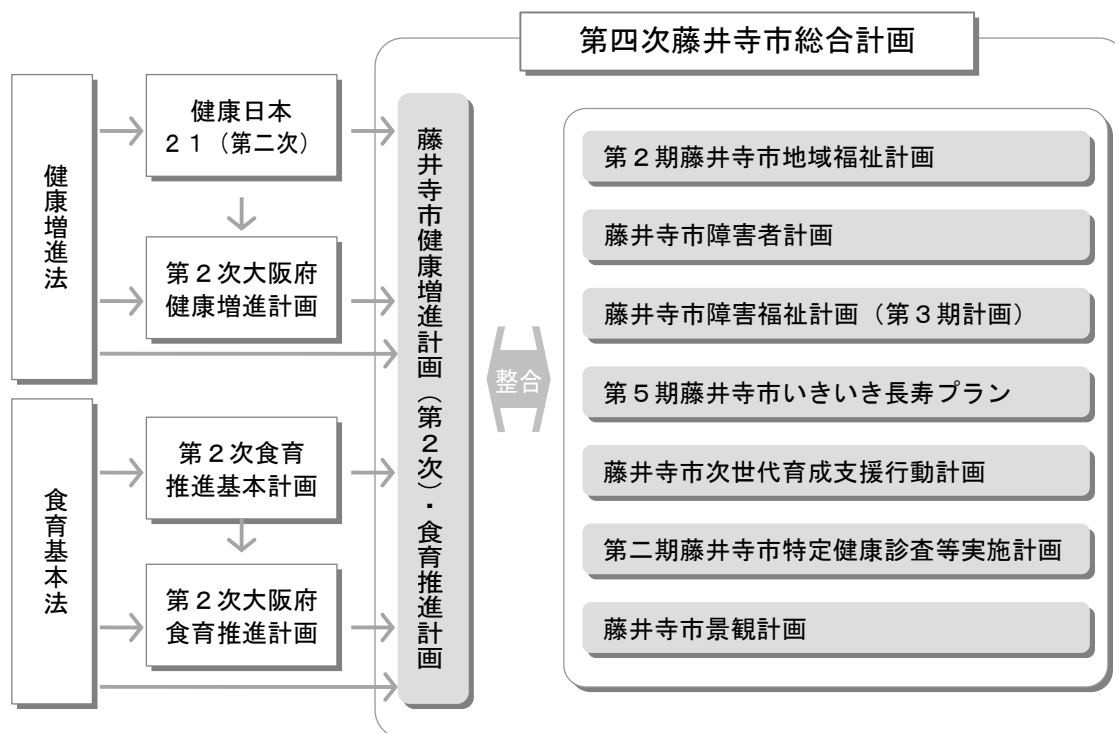 第四次藤井寺市総合計画
健康増進法
健康日本
２１（第二次）
第２次大阪府
健康増進計画
食育基本法
第２次食育
推進基本計画
第２次大阪府
食育推進計画
藤井寺市健康増進計画（第２次）・食育推進計画
整合
第２期藤井寺市地域福祉計画
藤井寺市障害者計画
藤井寺市障害福祉計画（第３期計画）
第５期藤井寺市いきいき長寿プラン
藤井寺市次世代育成支援行動計画
第二期藤井寺市特定健康診査等実施計画
藤井寺市景観計画